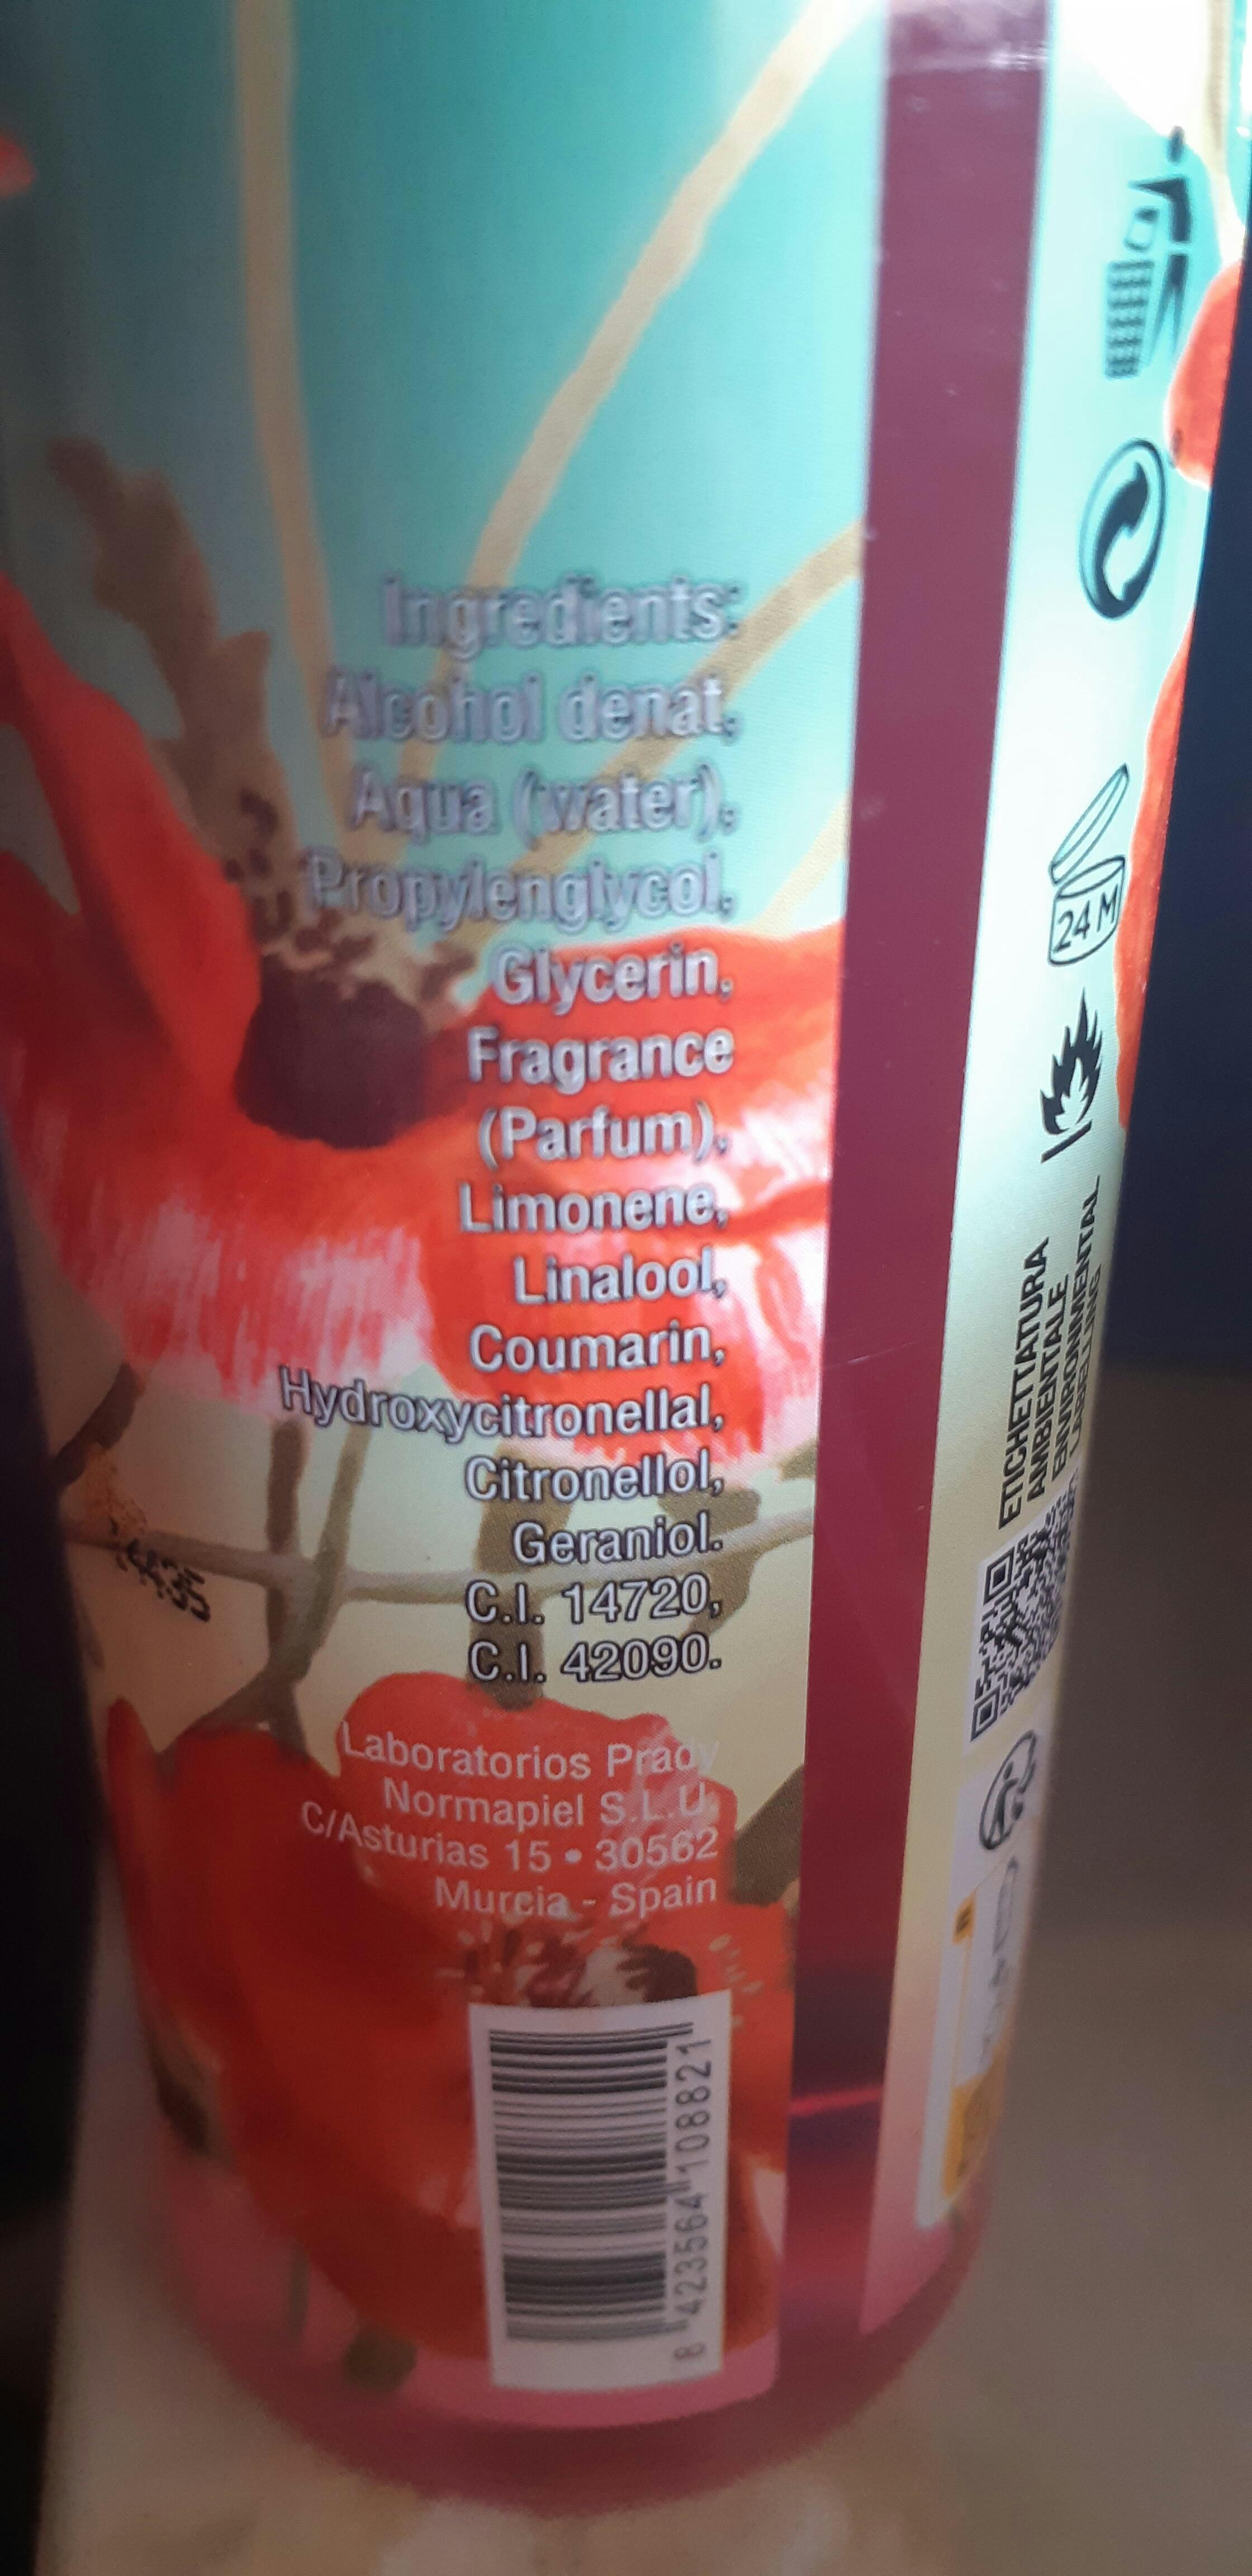 Ingredients:
Alcohol denat,
Aqua (water),
Propylenglycol,
Glycerin,
Fragrance
(Parfum),
Limonene,
Linalool,
Coumarin,
Hydroxycitronellal,
Citronellol,
Geraniol.
C.I. 14720,
C.I. 42090.
Laboratorios Prady
Normapiel S.L.U.
C/Asturias 15 • 30562
Murcia - Spain
8 423564 108821
24 M
ETICHETTATURA
AMBIENTALE
ENVIRONMENTAL
LABELLING